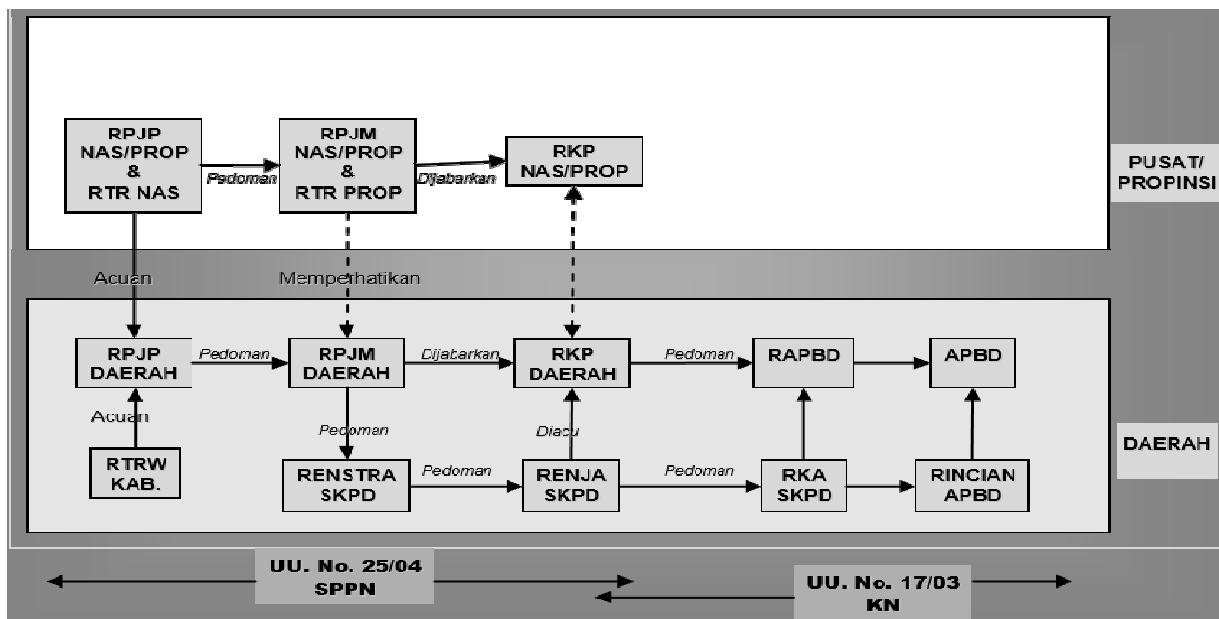 RPJP
NAS/PROP
&
RTR NAS
Pedoman
RPJM
NAS/PROP
&
RTR PROP
Dijabarkan
RKP
NAS/PROP
PUSAT/
PROPINSI
Acuan
Memperhatikan
RPJP
DAERAH
Pedoman
RPJM
DAERAH
Dijabarkan
RKP
DAERAH
Pedoman
RAPBD
APBD
Acuan
Pedoman
Diacu
DAERAH
RTRW
KAB.
RENSTRA
SKPD
Pedoman
RENJA
SKPD
Pedoman
RKA
SKPD
RINCIAN
APBD
UU. No. 25/04
SPPN
UU. No. 17/03
KN